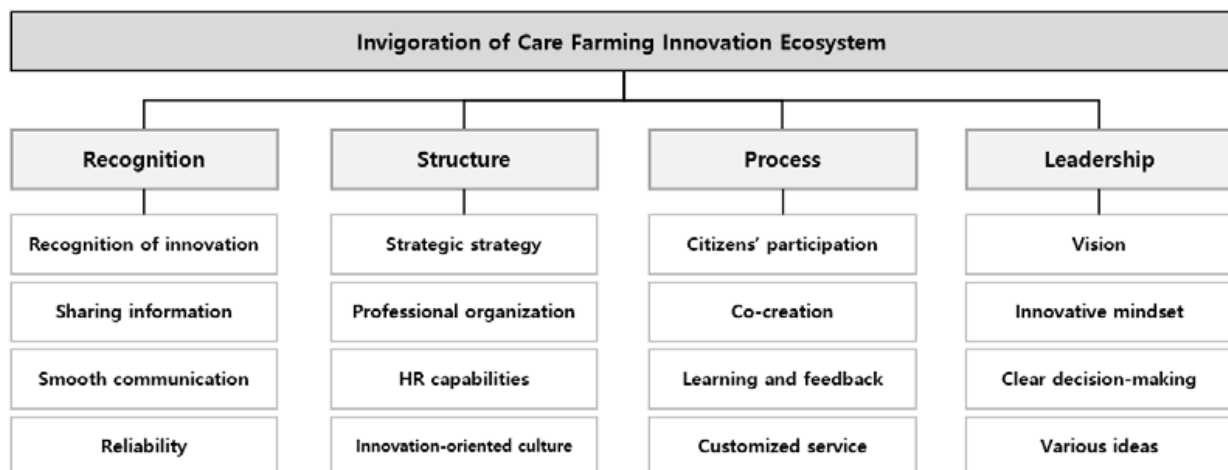 Invigoration of Care Farming Innovation Ecosystem
Recognition
Structure
Process
Leadership
Recognition of innovation
Strategic strategy
Citizens’ participation
Vision
Sharing information
Professional organization
Co-creation
Innovative mindset
Smooth communication
HR capabilities
Learning and feedback
Clear decision-making
Reliability
Innovation-oriented culture
Customized service
Various ideas